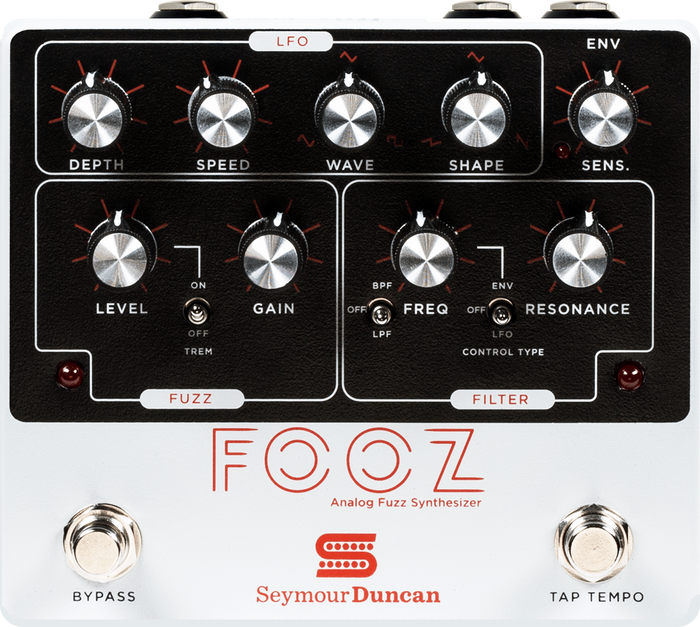 LFO
ENV
DEPTH
SPEED
WAVE
SHAPE
SENS.
LEVEL
ON
OFF
TREM
GAIN
BPF
OFF
LPF
FREQ
ENV
OFF
LFO
CONTROL TYPE
RESONANCE
FUZZ
FILTER
FOOZ
Analog Fuzz Synthesizer
BYPASS
TAP TEMPO
S
Seymour Duncan